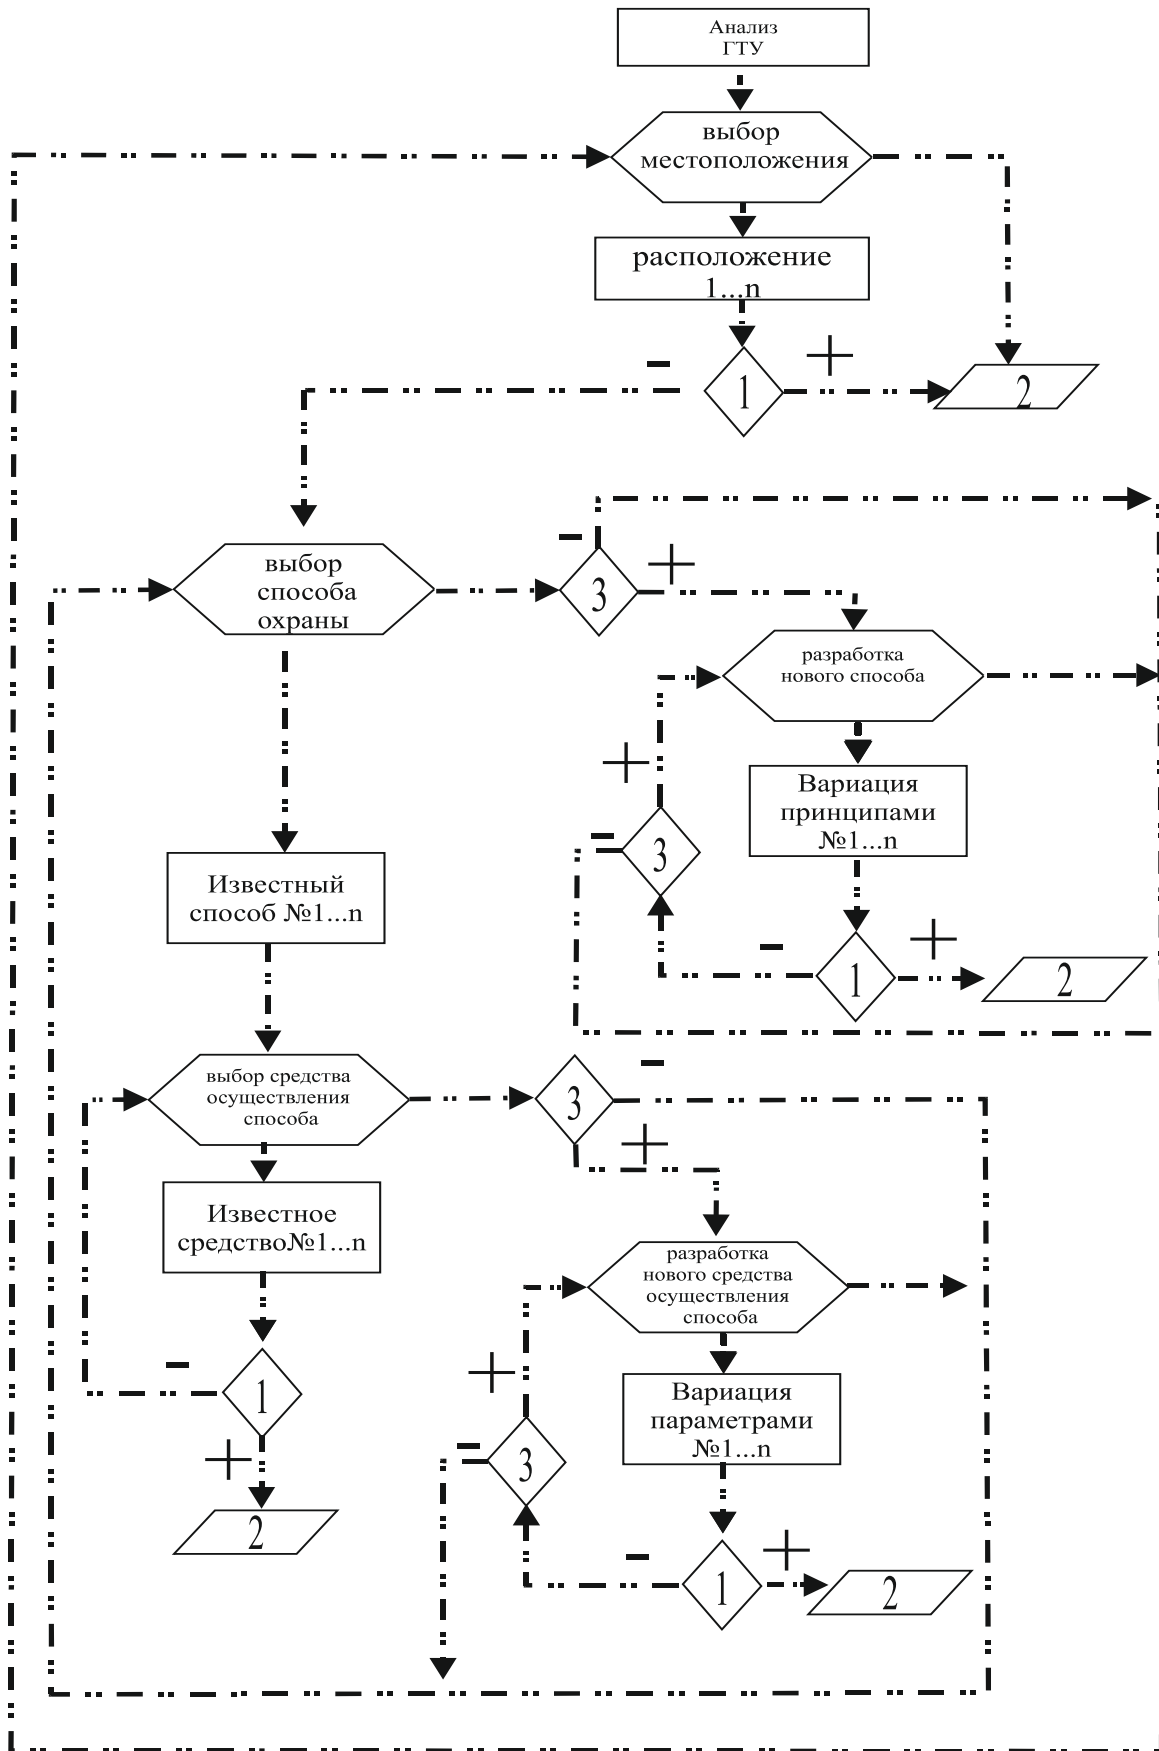 Анализ
ГТУ
выбор
местоположения
расположение
1...n
–
+
1
2
выбор
способа
охраны
–
3
+
разработка
нового способа
+
Вариация
принципами
№1...n
–
3
Известный
способ №1...n
–
+
1
2
выбор средства
осуществления
способа
3
–
+
Известное
средство№1...n
разработка
нового средства
осуществления
способа
–
1
+
2
+
Вариация
параметрами
№1...n
–
3
–
+
1
2